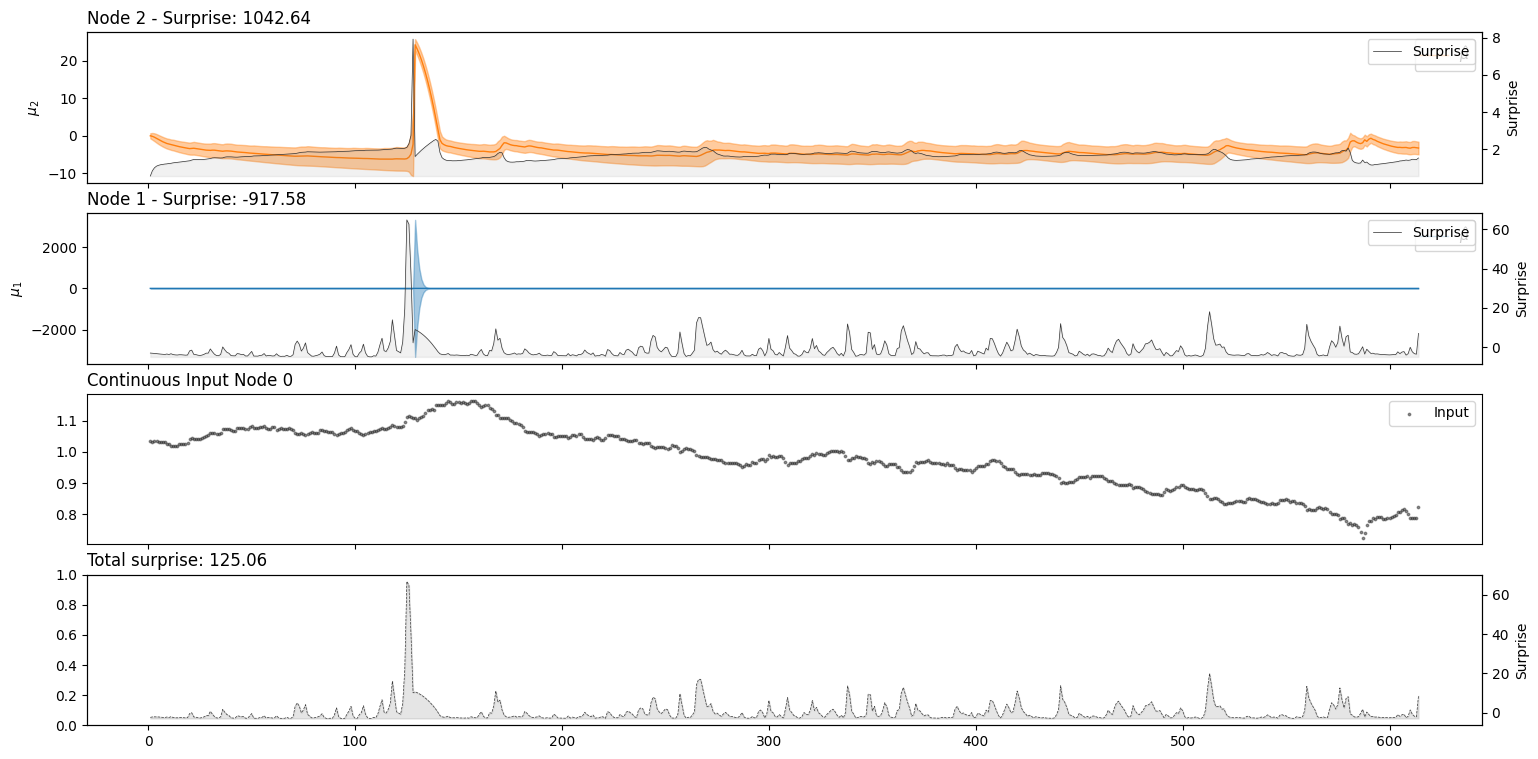 Node 2 - Surprise: 1042.64
μ2
20
10
0
−10
Surprise
8
6
4
2
Surprise
Node 1 - Surprise: -917.58
μ1
2000
0
−2000
Surprise
60
40
20
0
Surprise
Continuous Input Node 0
1.1
1.0
0.9
0.8
Input
Total surprise: 125.06
1.0
0.8
0.6
0.4
0.2
0.0
60
40
20
0
Surprise
0 100 200 300 400 500 600